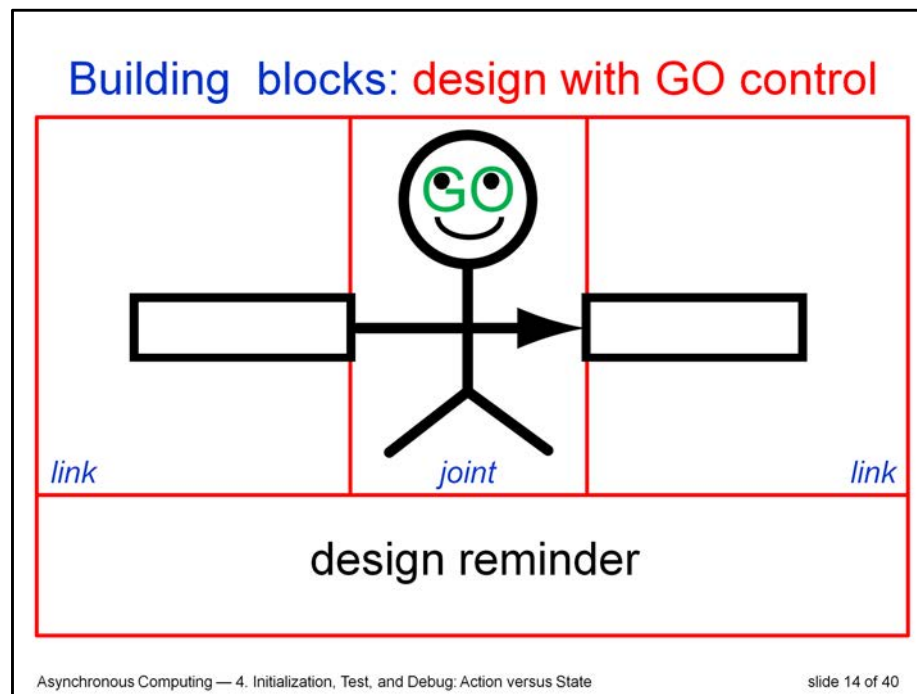 Building blocks: design with GO control
GO
link
joint
link
design reminder
Asynchronous Computing — 4. Initialization, Test, and Debug: Action versus State
slide 14 of 40